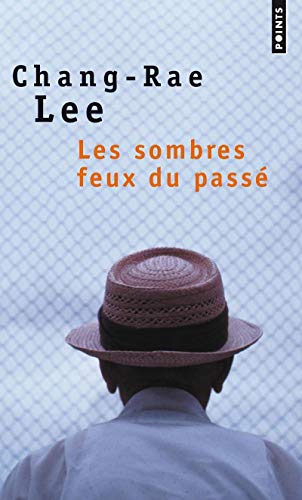 POINTS
Chang-Rae
Lee
Les sombres
feux du passé